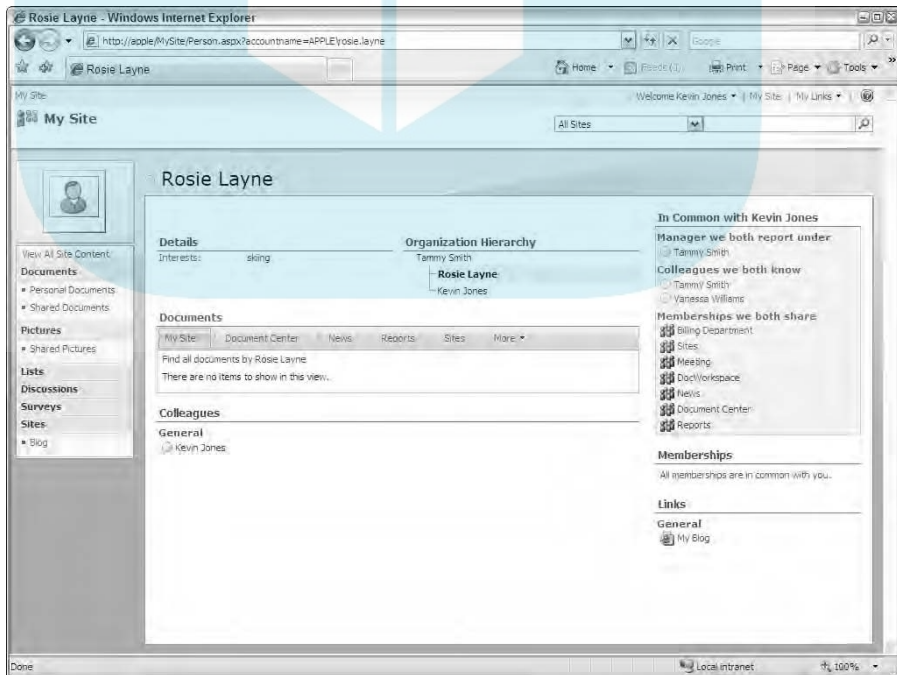 Rosie Layne - Windows Internet Explorer
http://apple/MySite/Person.aspx?accountname=APPLE\rosie.layne
Google
Rosie Layne
Home
Feeds
Print
Page
Tools
»
My Site
Welcome Kevin Jones
| My Site | My Links
My Site
All Sites
Rosie Layne
View All Site Content
Documents
Personal Documents
Shared Documents
Pictures
Shared Pictures
Lists
Discussions
Surveys
Sites
Blog
Details
Interests: skiing
Organization Hierarchy
Tammy Smith
Rosie Layne
Kevin Jones
Documents
My Site
Document Center
News
Reports
Sites
More
Find all documents by Rosie Layne
There are no items to show in this view.
Colleagues
General
Kevin Jones
In Common with Kevin Jones
Manager we both report under
Tammy Smith
Colleagues we both know
Tammy Smith
Vanessa Williams
Memberships we both share
Billing Department
Sites
Meeting
DocWorkspace
News
Document Center
Reports
Memberships
All memberships are in common with you.
Links
General
My Blog
Done
Local intranet
100%